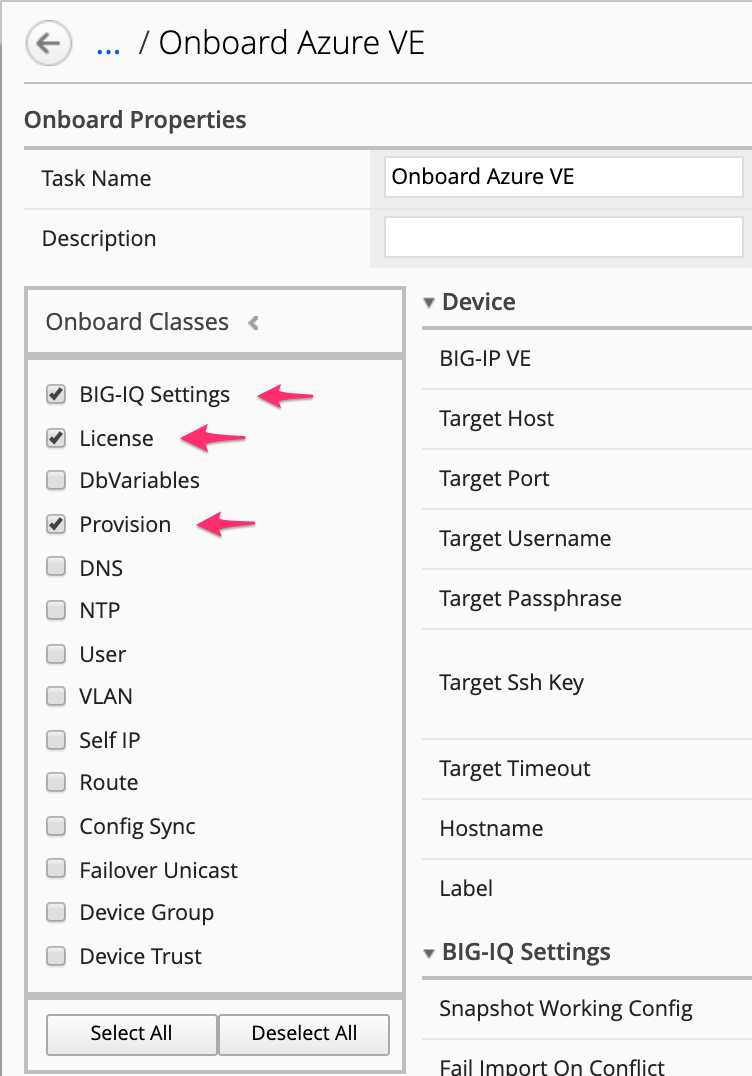 ... / Onboard Azure VE
Onboard Properties
Task Name
Onboard Azure VE
Description
Onboard Classes
BIG-IQ Settings
License
DbVariables
Provision
DNS
NTP
User
VLAN
Self IP
Route
Config Sync
Failover Unicast
Device Group
Device Trust
Select All
Deselect All
Device
BIG-IP VE
Target Host
Target Port
Target Username
Target Passphrase
Target Ssh Key
Target Timeout
Hostname
Label
BIG-IQ Settings
Snapshot Working Config
Fail Import On Conflict